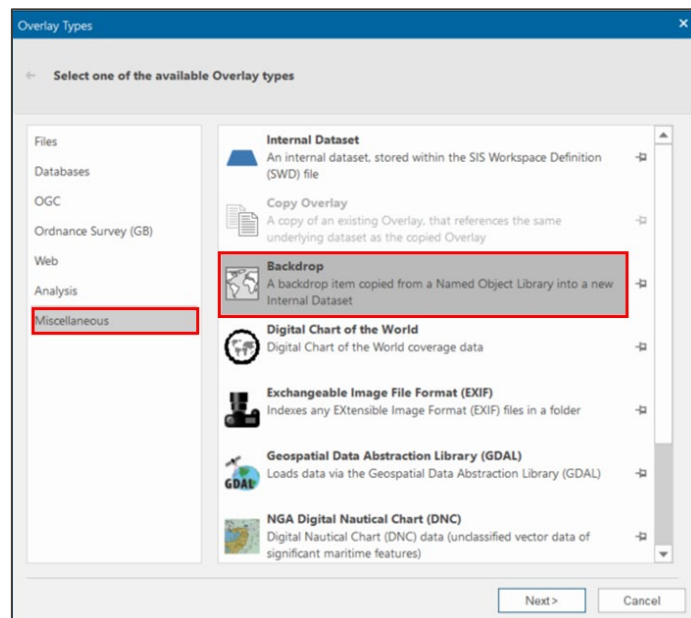 Overlay Types
Select one of the available Overlay types
Files
Databases
OGC
Ordnance Survey (GB)
Web
Analysis
Miscellaneous
Internal Dataset
An internal dataset, stored within the SIS Workspace Definition
(SWD) file
Copy Overlay
A copy of an existing Overlay, that references the same
underlying dataset as the copied Overlay
Backdrop
A backdrop item copied from a Named Object Library into a new
Internal Dataset
Digital Chart of the World
Digital Chart of the World coverage data
Exchangeable Image File Format (EXIF)
Indexes any EXtensible Image Format (EXIF) files in a folder
GDAL
Geospatial Data Abstraction Library (GDAL)
Loads data via the Geospatial Data Abstraction Library (GDAL)
NGA Digital Nautical Chart (DNC)
Digital Nautical Chart (DNC) data (unclassified vector data of
significant maritime features)
Next>
Cancel